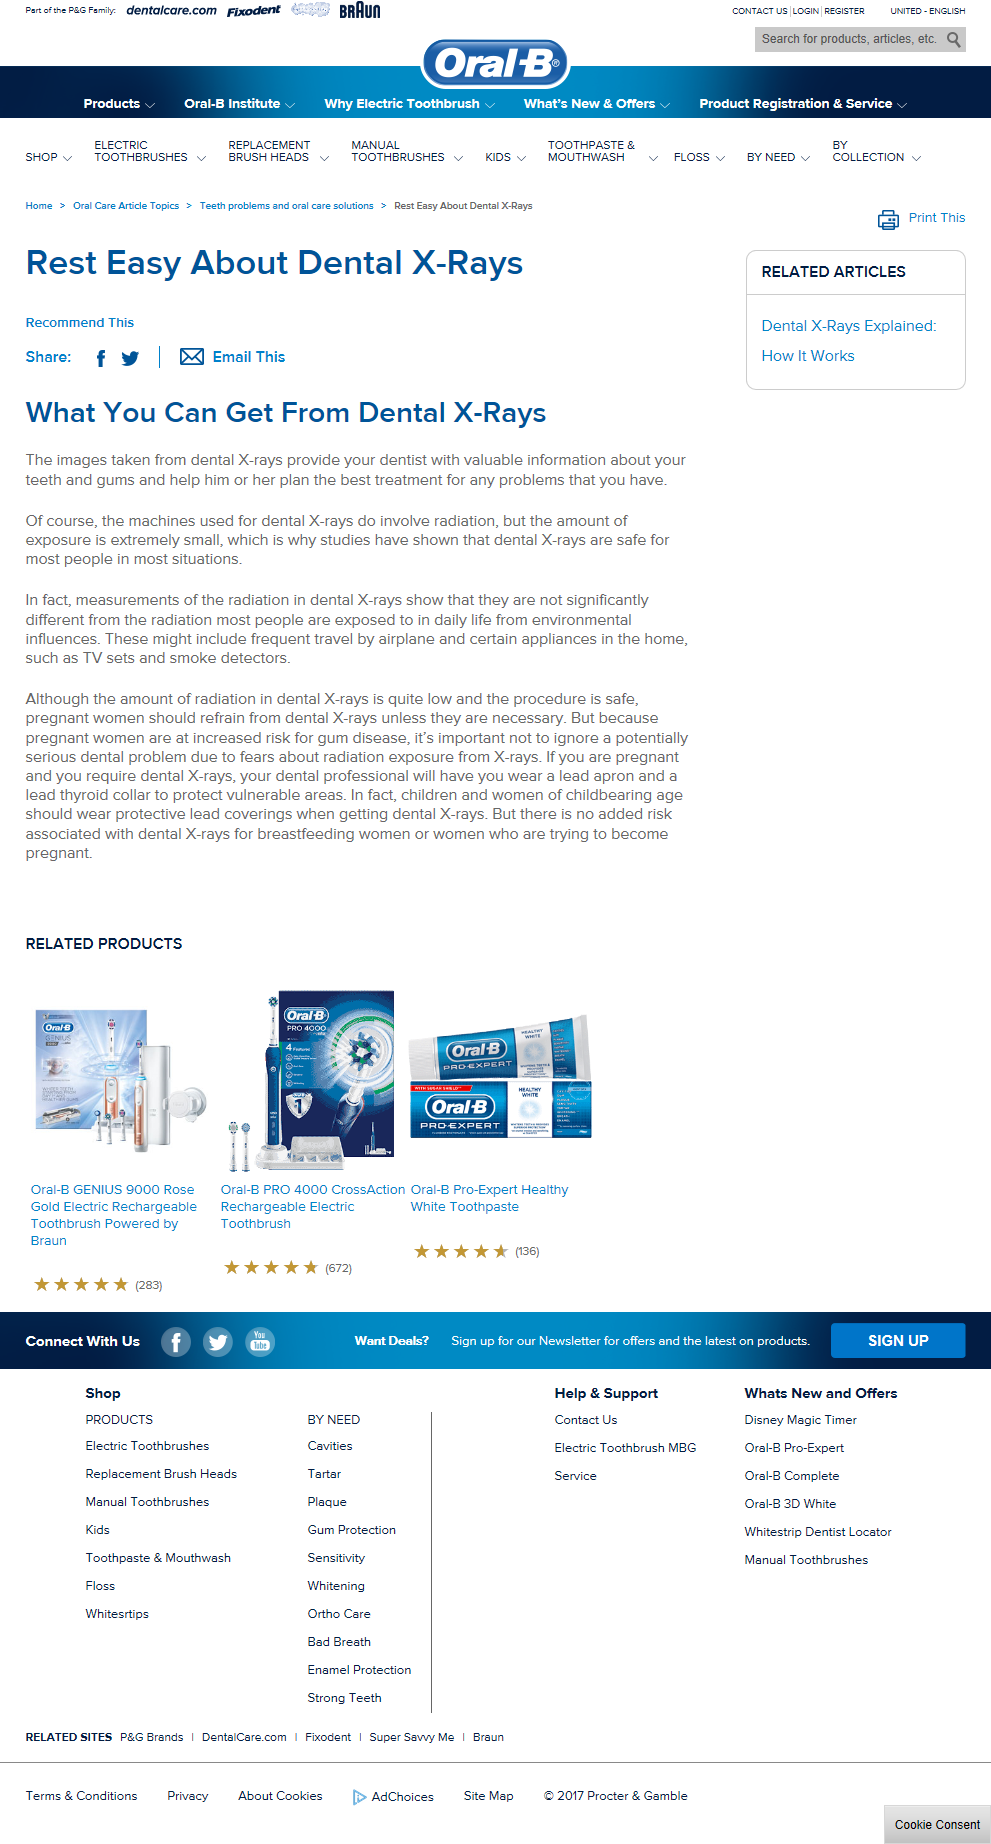 Part of the P&G Family: dentalcare.com Fixodent BRAUN
CONTACT US | LOGIN | REGISTER UNITED - ENGLISH
Search for products, articles, etc.
Oral-B®
Products Oral-B Institute Why Electric Toothbrush What's New & Offers Product Registration & Service
SHOP ELECTRIC TOOTHBRUSHES REPLACEMENT BRUSH HEADS MANUAL TOOTHBRUSHES KIDS TOOTHPASTE & MOUTHWASH FLOSS BY NEED BY COLLECTION
Home > Oral Care Article Topics > Teeth problems and oral care solutions > Rest Easy About Dental X-Rays
Print This
Rest Easy About Dental X-Rays
RELATED ARTICLES
Dental X-Rays Explained:
How It Works
Recommend This
Share: Email This
What You Can Get From Dental X-Rays
The images taken from dental X-rays provide your dentist with valuable information about your
teeth and gums and help him or her plan the best treatment for any problems that you have.
Of course, the machines used for dental X-rays do involve radiation, but the amount of
exposure is extremely small, which is why studies have shown that dental X-rays are safe for
most people in most situations.
In fact, measurements of the radiation in dental X-rays show that they are not significantly
different from the radiation most people are exposed to in daily life from environmental
influences. These might include frequent travel by airplane and certain appliances in the home,
such as TV sets and smoke detectors.
Although the amount of radiation in dental X-rays is quite low and the procedure is safe,
pregnant women should refrain from dental X-rays unless they are necessary. But because
pregnant women are at increased risk for gum disease, it's important not to ignore a potentially
serious dental problem due to fears about radiation exposure from X-rays. If you are pregnant
and you require dental X-rays, your dental professional will have you wear a lead apron and a
lead thyroid collar to protect vulnerable areas. In fact, children and women of childbearing age
should wear protective lead coverings when getting dental X-rays. But there is no added risk
associated with dental X-rays for breastfeeding women or women who are trying to become
pregnant.
RELATED PRODUCTS
Oral-B
GENIUS
Oral-B
PRO 4000
4 Features
1
Oral-B
PRO-EXPERT
HEALTHY
WHITE
Oral-B
PRO-EXPERT
HEALTHY
WHITE
Oral-B GENIUS 9000 Rose
Gold Electric Rechargeable
Toothbrush Powered by
Braun
(283)
Oral-B PRO 4000 CrossAction
Rechargeable Electric
Toothbrush
(672)
Oral-B Pro-Expert Healthy
White Toothpaste
(136)
Connect With Us You Tube Want Deals? Sign up for our Newsletter for offers and the latest on products. SIGN UP
Shop
PRODUCTS
Electric Toothbrushes
Replacement Brush Heads
Manual Toothbrushes
Kids
Toothpaste & Mouthwash
Floss
Whitesrtips
BY NEED
Cavities
Tartar
Plaque
Gum Protection
Sensitivity
Whitening
Ortho Care
Bad Breath
Enamel Protection
Strong Teeth
Help & Support
Contact Us
Electric Toothbrush MBG
Service
Whats New and Offers
Disney Magic Timer
Oral-B Pro-Expert
Oral-B Complete
Oral-B 3D White
Whitestrip Dentist Locator
Manual Toothbrushes
RELATED SITES P&G Brands | DentalCare.com | Fixodent | Super Savvy Me | Braun
Terms & Conditions Privacy About Cookies AdChoices Site Map © 2017 Procter & Gamble
Cookie Consent